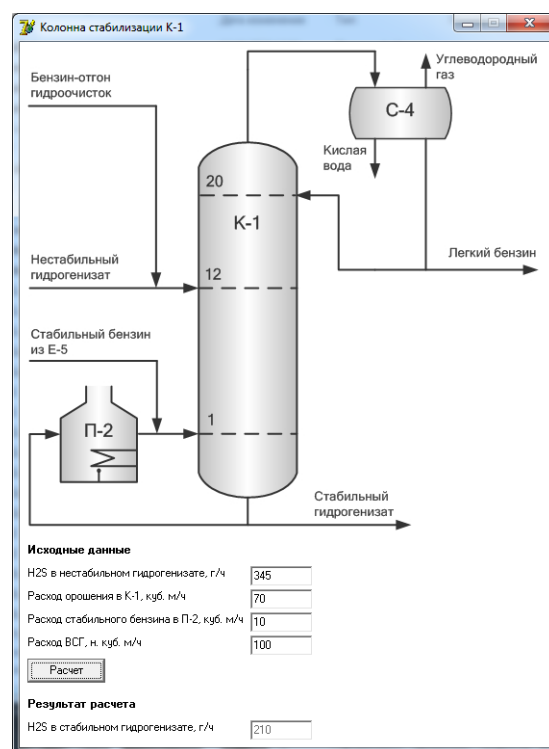 Колонна стабилизации К-1
Бензин-отгон
гидроочисток
Углеводородный
газ
С-4
Кислая
вода
20
К-1
Легкий бензин
Нестабильный
гидрогенизат
12
Стабильный бензин
из Е-5
П-2
1
Стабильный
гидрогенизат
Исходные данные
H2S в нестабильном гидрогенизате, г/ч 345
Расход орошения в К-1, куб. м/ч 70
Расход стабильного бензина в П-2, куб. м/ч 10
Расход ВСГ, н. куб. м/ч 100
Расчет
Результат расчета
H2S в стабильном гидрогенизате, г/ч 210